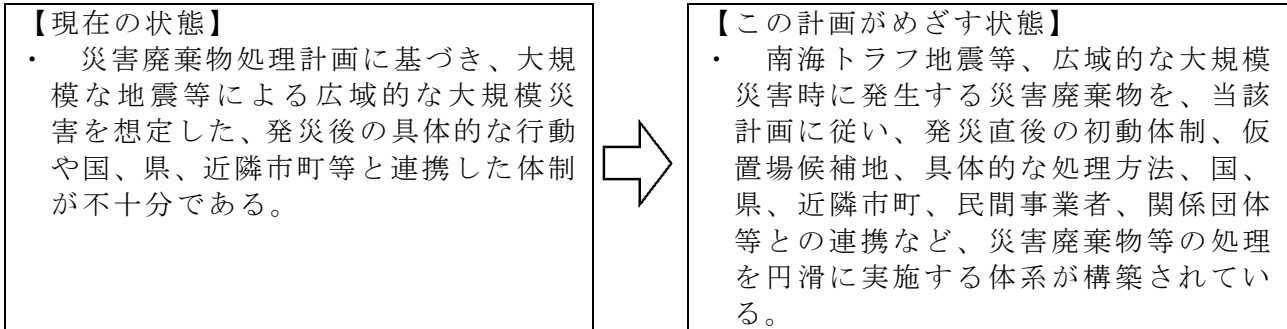 【現在の状態】
・　災害廃棄物処理計画に基づき、大規
模な地震等による広域的な大規模災
害を想定した、発災後の具体的な行動
や国、県、近隣市町等と連携した体制
が不十分である。
【この計画がめざす状態】
・　南海トラフ地震等、広域的な大規模
災害時に発生する災害廃棄物を、当該
計画に従い、発災直後の初動体制、仮
置場候補地、具体的な処理方法、国、
県、近隣市町、民間事業者、関係団体
等との連携など、災害廃棄物等の処理
を円滑に実施する体系が構築されてい
る。